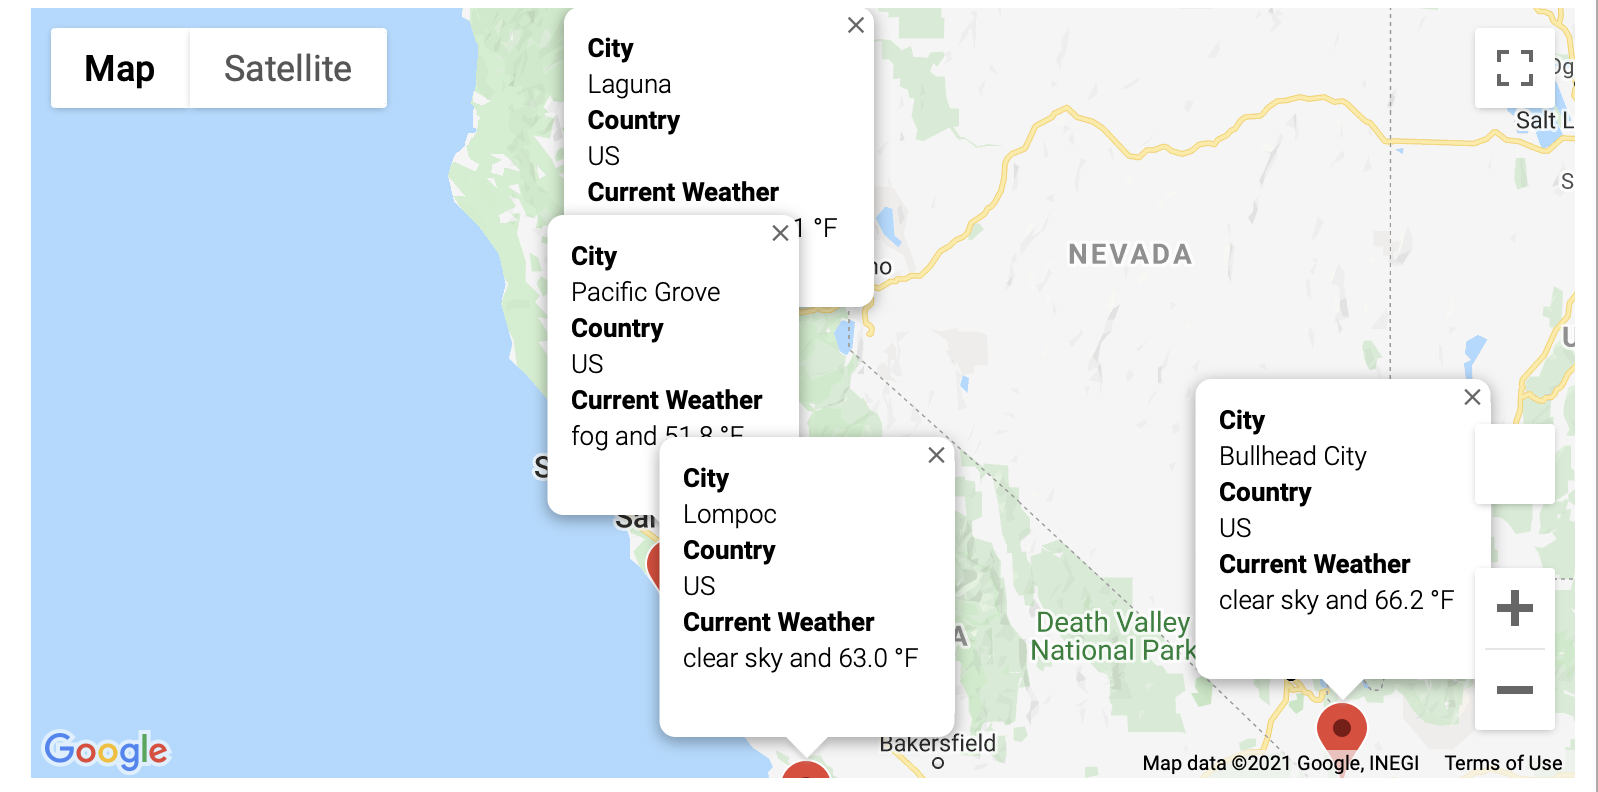 Map
Satellite
City
Laguna
Country
US
Current Weather
1 °F
City
Pacific Grove
Country
US
Current Weather
fog and 51.8 °F
City
Lompoc
Country
US
Current Weather
clear sky and 63.0 °F
City
Bullhead City
Country
US
Current Weather
clear sky and 66.2 °F
NEVADA
Salt L
Death Valley
National Park
Bakersfield
Google
Map data ©2021 Google, INEGI
Terms of Use